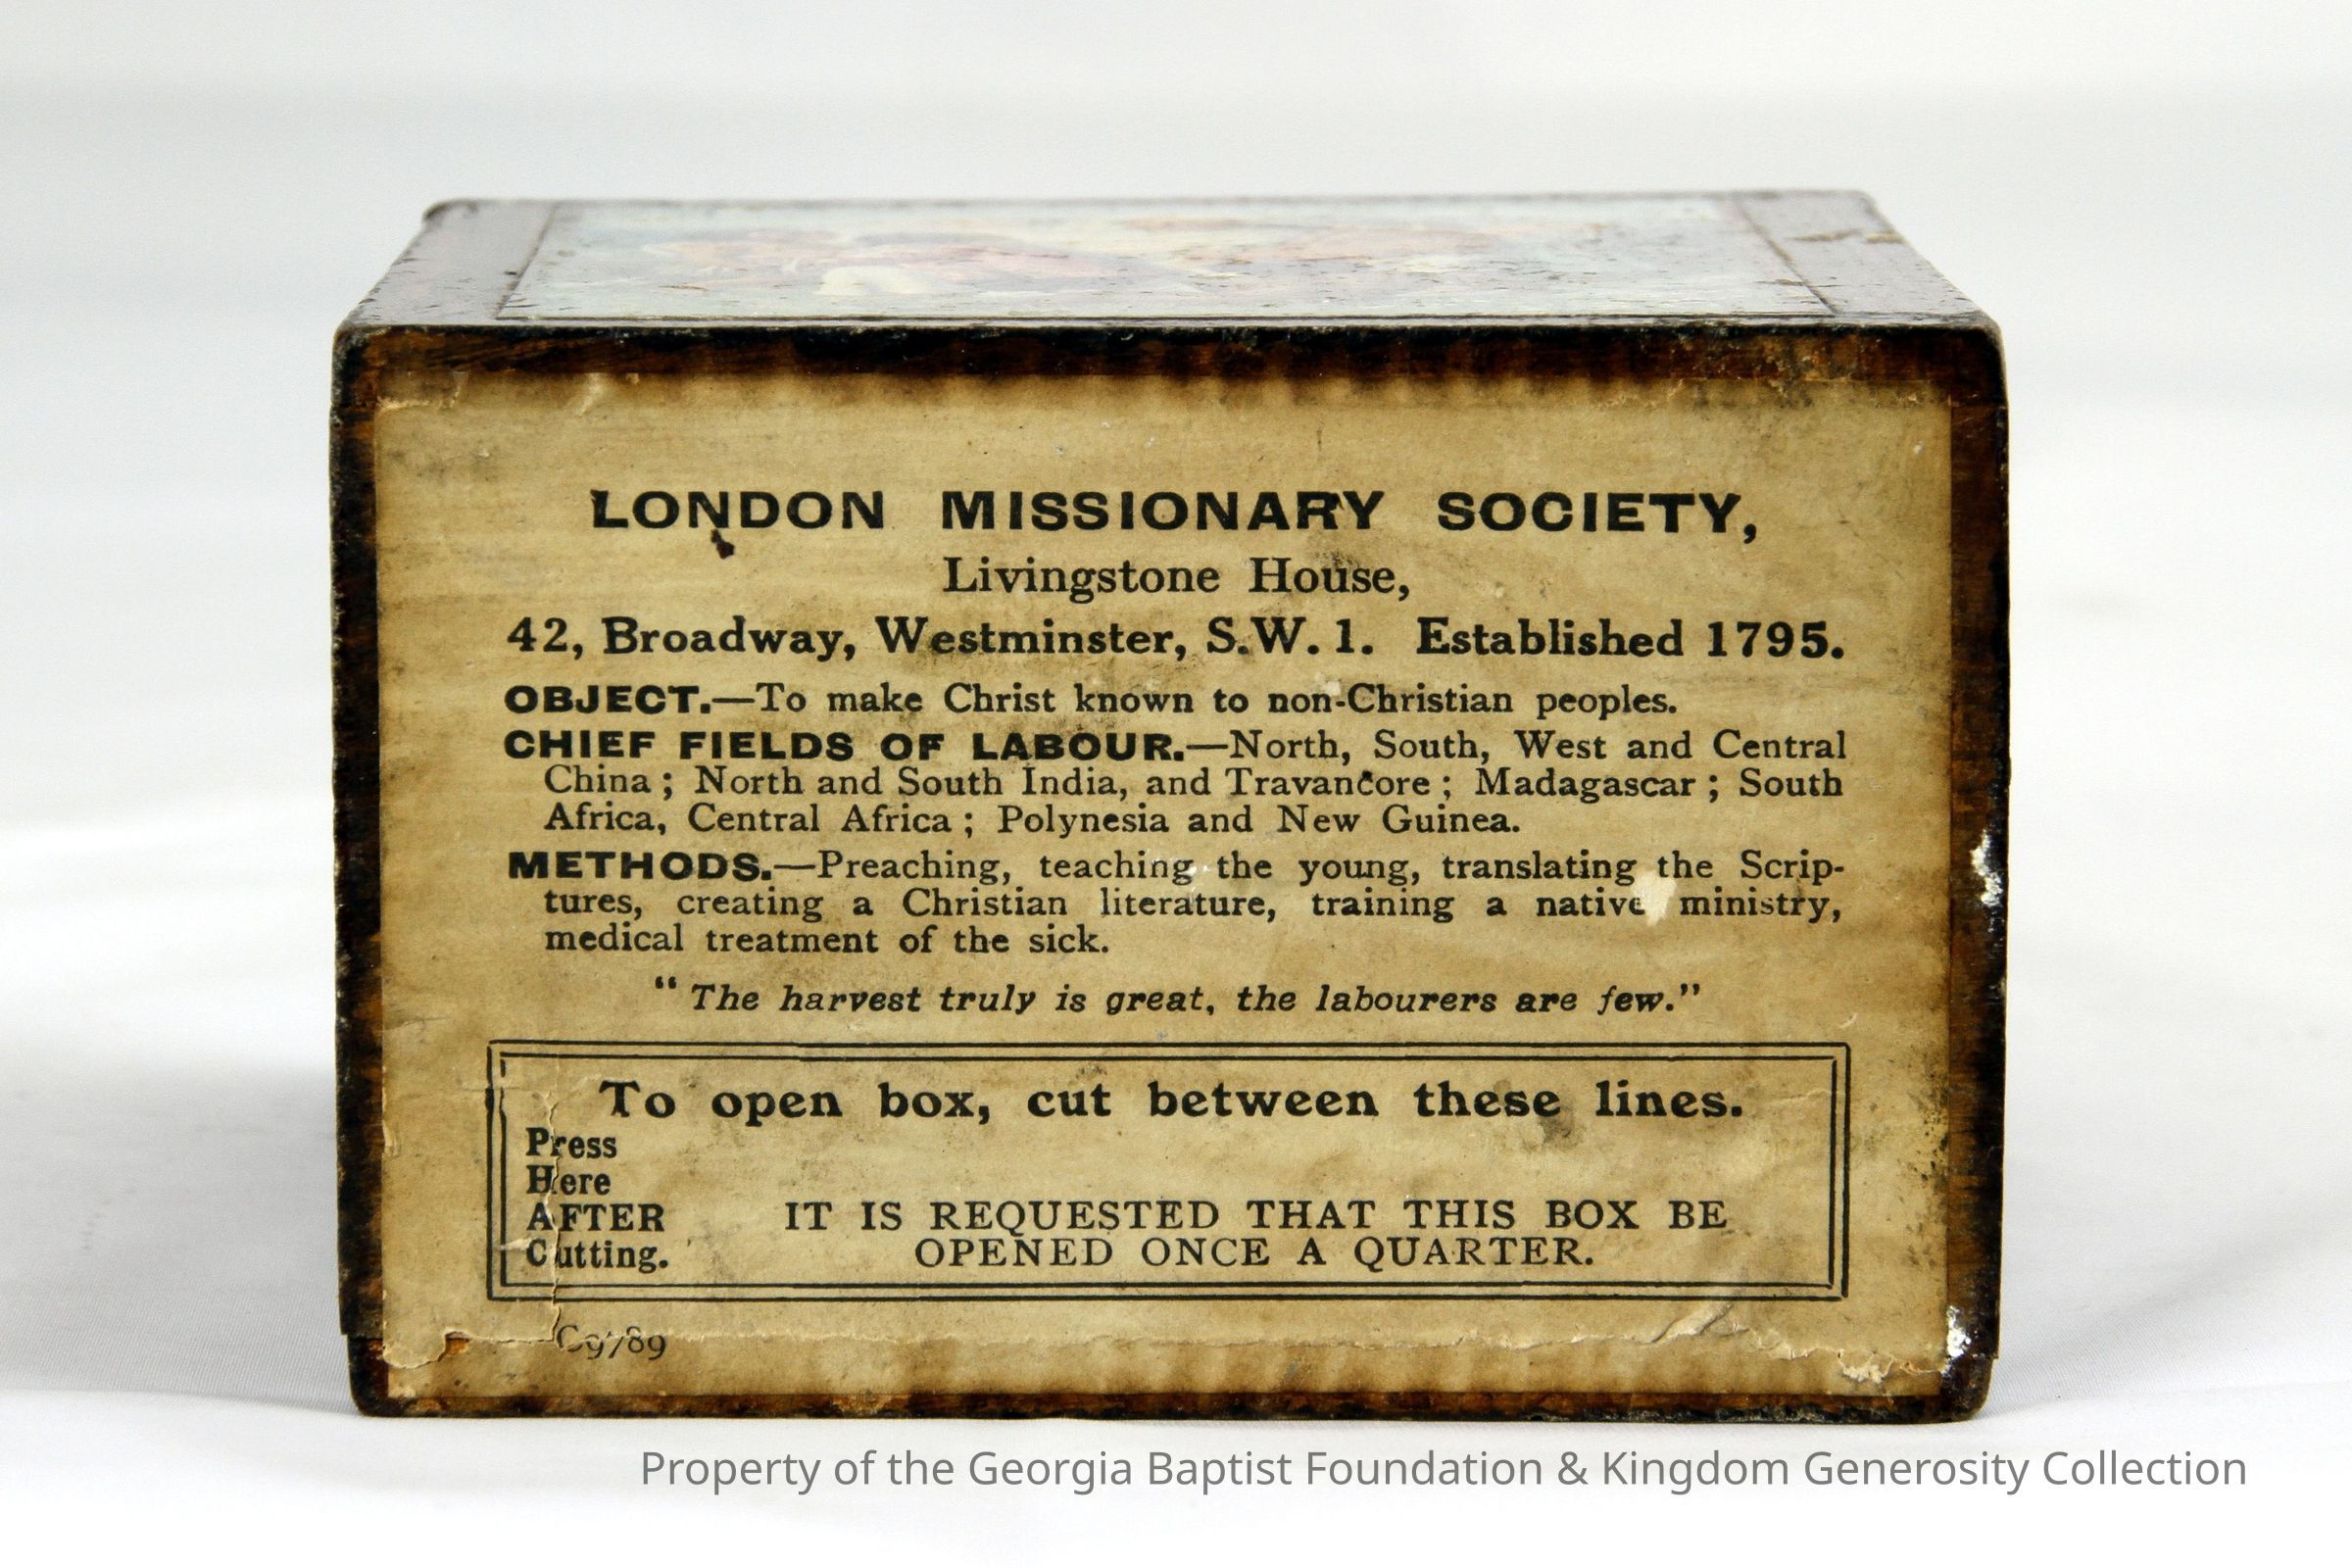 LONDON MISSIONARY SOCIETY,
Livingstone House,
42, Broadway, Westminster, S.W. 1. Established 1795.
OBJECT.—To make Christ known to non-Christian peoples.
CHIEF FIELDS OF LABOUR.—North, South, West and Central
China; North and South India, and Travancore; Madagascar; South
Africa, Central Africa; Polynesia and New Guinea.
METHODS.—Preaching, teaching the young, translating the Scrip-
tures, creating a Christian literature, training a native ministry,
medical treatment of the sick.
"The harvest truly is great, the labourers are few."
To open box, cut between these lines.
Press
Here
AFTER
Cutting.
IT IS REQUESTED THAT THIS BOX BE
OPENED ONCE A QUARTER.
C9789
Property of the Georgia Baptist Foundation & Kingdom Generosity Collection